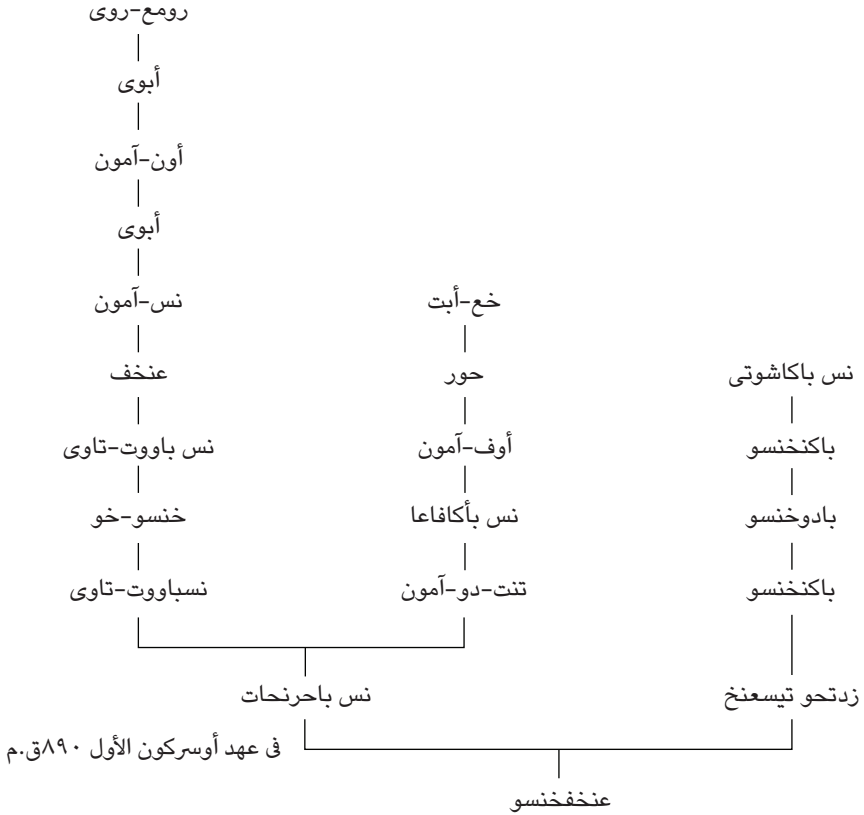 رومع-روى
أبوى
أون-آمون
أبوى
خع-أبت
نس-آمون
نس باكاشوتى
حور
عنخف
باكنخنسو
أوف-آمون
نس باووت-تاوى
بادوخنسو
نس بأكافاعا
خنسو-خو
باكنخنسو
تنت-دو-آمون
نسباووت-تاوى
زدتحو تيسعنخ
نس باحرنحات
فى عهد أوسركون الأول ٨٩٠ق.م
عنخفخنسو